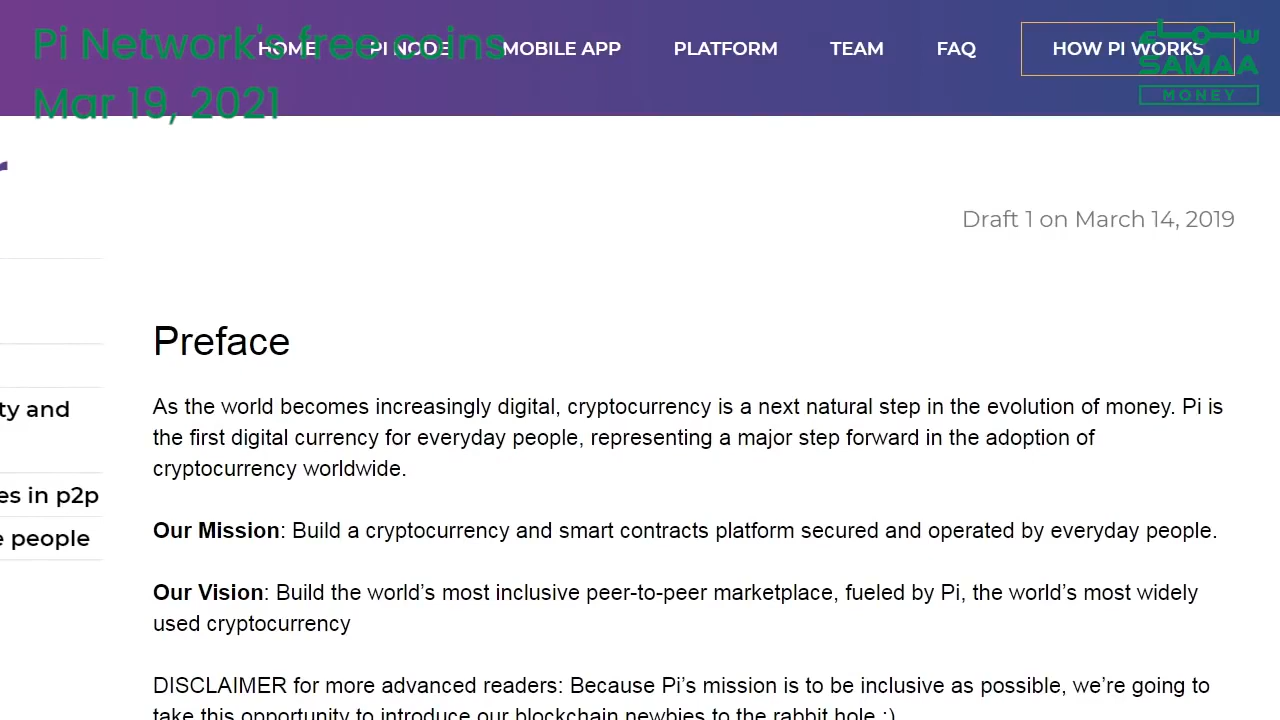 Pi Network's free coins
Mar 19, 2021
HOME PI NODE MOBILE APP PLATFORM TEAM FAQ HOW PI WORKS
سماء
SAMAA
MONEY
r
Draft 1 on March 14, 2019
Preface
As the world becomes increasingly digital, cryptocurrency is a next natural step in the evolution of money. Pi is
the first digital currency for everyday people, representing a major step forward in the adoption of
cryptocurrency worldwide.
Our Mission: Build a cryptocurrency and smart contracts platform secured and operated by everyday people.
Our Vision: Build the world’s most inclusive peer-to-peer marketplace, fueled by Pi, the world’s most widely
used cryptocurrency
DISCLAIMER for more advanced readers: Because Pi’s mission is to be inclusive as possible, we’re going to
take this opportunity to introduce our blockchain newbies to the rabbit hole :)
ty and
es in p2p
e people